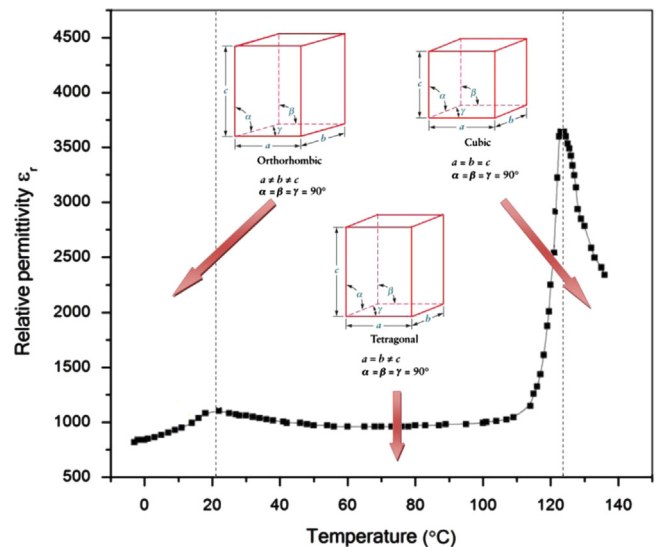 4500
4000
3500
3000
2500
2000
1500
1000
500
Relative permittivity εr
c
α
β
γ
a
b
Orthorhombic
a ≠ b ≠ c
α = β = γ = 90°
c
α
β
γ
a
b
Cubic
a = b = c
α = β = γ = 90°
c
α
β
γ
a
b
Tetragonal
a = b ≠ c
α = β = γ = 90°
0 20 40 60 80 100 120 140
Temperature (°C)